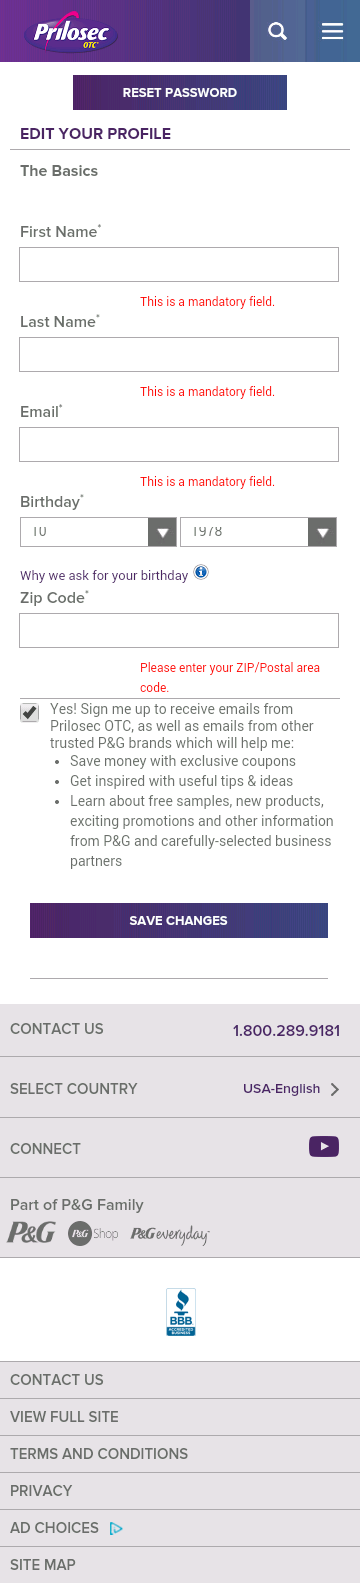 Prilosec
OTC
RESET PASSWORD
EDIT YOUR PROFILE
The Basics
First Name*
This is a mandatory field.
Last Name*
This is a mandatory field.
Email*
This is a mandatory field.
Birthday*
10 1978
Why we ask for your birthday
Zip Code*
Please enter your ZIP/Postal area
code.
Yes! Sign me up to receive emails from
Prilosec OTC, as well as emails from other
trusted P&G brands which will help me:
• Save money with exclusive coupons
• Get inspired with useful tips & ideas
• Learn about free samples, new products,
exciting promotions and other information
from P&G and carefully-selected business
partners
SAVE CHANGES
CONTACT US 1.800.289.9181
SELECT COUNTRY USA-English
CONNECT
Part of P&G Family
P&G P&G Shop P&G everyday
BBB
ACCREDITED
BUSINESS
CONTACT US
VIEW FULL SITE
TERMS AND CONDITIONS
PRIVACY
AD CHOICES
SITE MAP